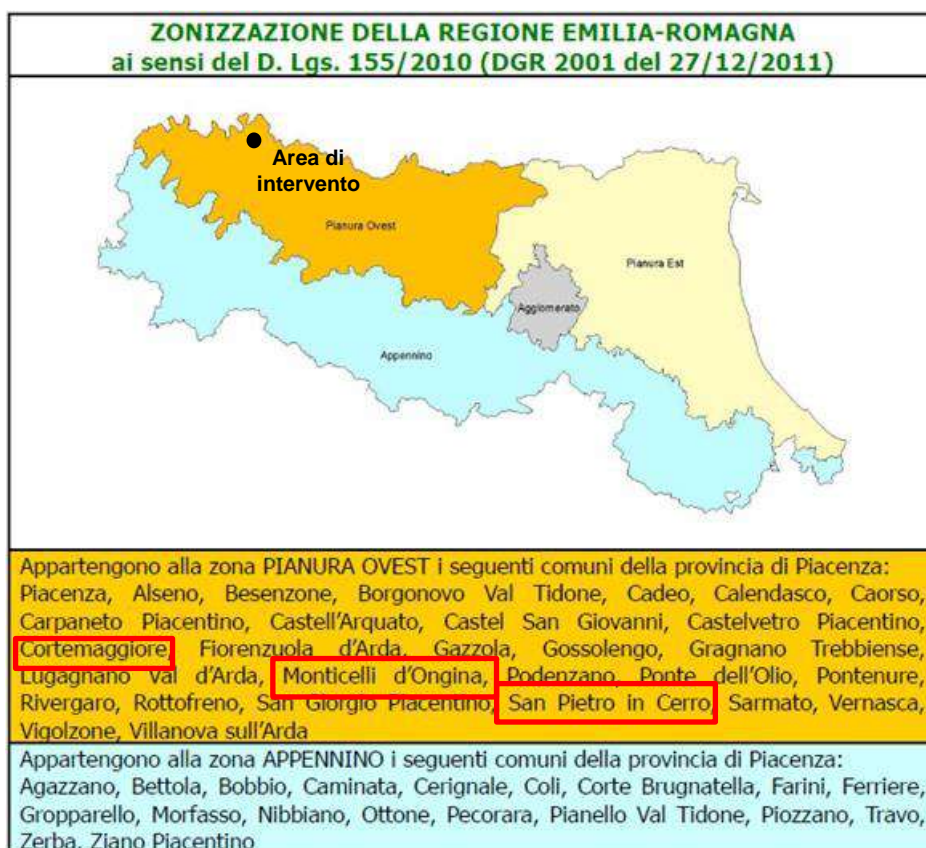 ZONIZZAZIONE DELLA REGIONE EMILIA-ROMAGNA
ai sensi del D. Lgs. 155/2010 (DGR 2001 del 27/12/2011)
Area di
intervento
Pianura Ovest
Pianura Est
Agglomerato
Appennino
Appartengono alla zona PIANURA OVEST i seguenti comuni della provincia di Piacenza:
Piacenza, Alseno, Besenzone, Borgonovo Val Tidone, Cadeo, Calendasco, Caorso,
Carpaneto Piacentino, Castell'Arquato, Castel San Giovanni, Castelvetro Piacentino,
Cortemaggiore, Fiorenzuola d'Arda, Gazzola, Gossolengo, Gragnano Trebbiense,
Lugagnano Val d'Arda, Monticelli d'Ongina, Podenzano, Ponte dell'Olio, Pontenure,
Rivergaro, Rottofreno, San Giorgio Piacentino, San Pietro in Cerro, Sarmato, Vernasca,
Vigolzone, Villanova sull'Arda
Appartengono alla zona APPENNINO i seguenti comuni della provincia di Piacenza:
Agazzano, Bettola, Bobbio, Caminata, Cerignale, Coli, Corte Brugnatella, Farini, Ferriere,
Gropparello, Morfasso, Nibbiano, Ottone, Pecorara, Pianello Val Tidone, Piozzano, Travo,
Zerba, Ziano Piacentino